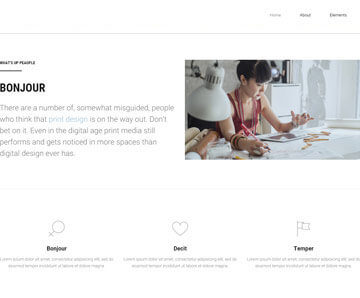 Home About Elements
WHAT'S UP PEAUPLE
BONJOUR
There are a number of, somewhat misguided, people
who think that print design is on the way out. Don't
bet on it. Even in the digital age print media still
performs and gets noticed in more spaces than
digital design ever has.
Bonjour Decit Temper
Lorem ipsum dolor sit amet, consectetur adipiscing elit, sed do Lorem ipsum dolor sit amet, consectetur adipiscing elit, sed do Lorem ipsum dolor sit amet, consectetur adipiscing elit, sed do
eiusmod tempor incididunt ut labore et dolore magna. eiusmod tempor incididunt ut labore et dolore magna. eiusmod tempor incididunt ut labore et dolore magna.